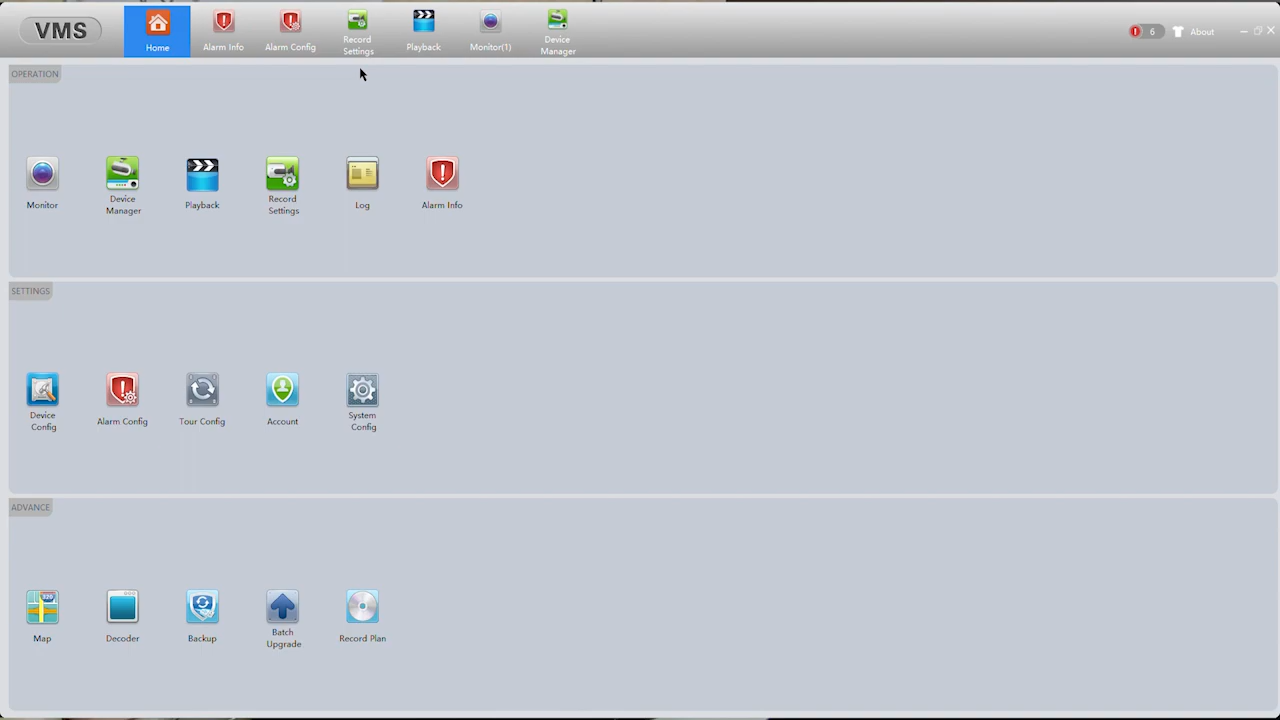 VMS
Home
Alarm Info
Alarm Config
Record
Settings
Playback
Monitor(1)
Device
Manager
6
About
OPERATION
Monitor
Device
Manager
Playback
Record
Settings
Log
Alarm Info
SETTINGS
Device
Config
Alarm Config
Tour Config
Account
System
Config
ADVANCE
320
Map
Decoder
Backup
Batch
Upgrade
Record Plan